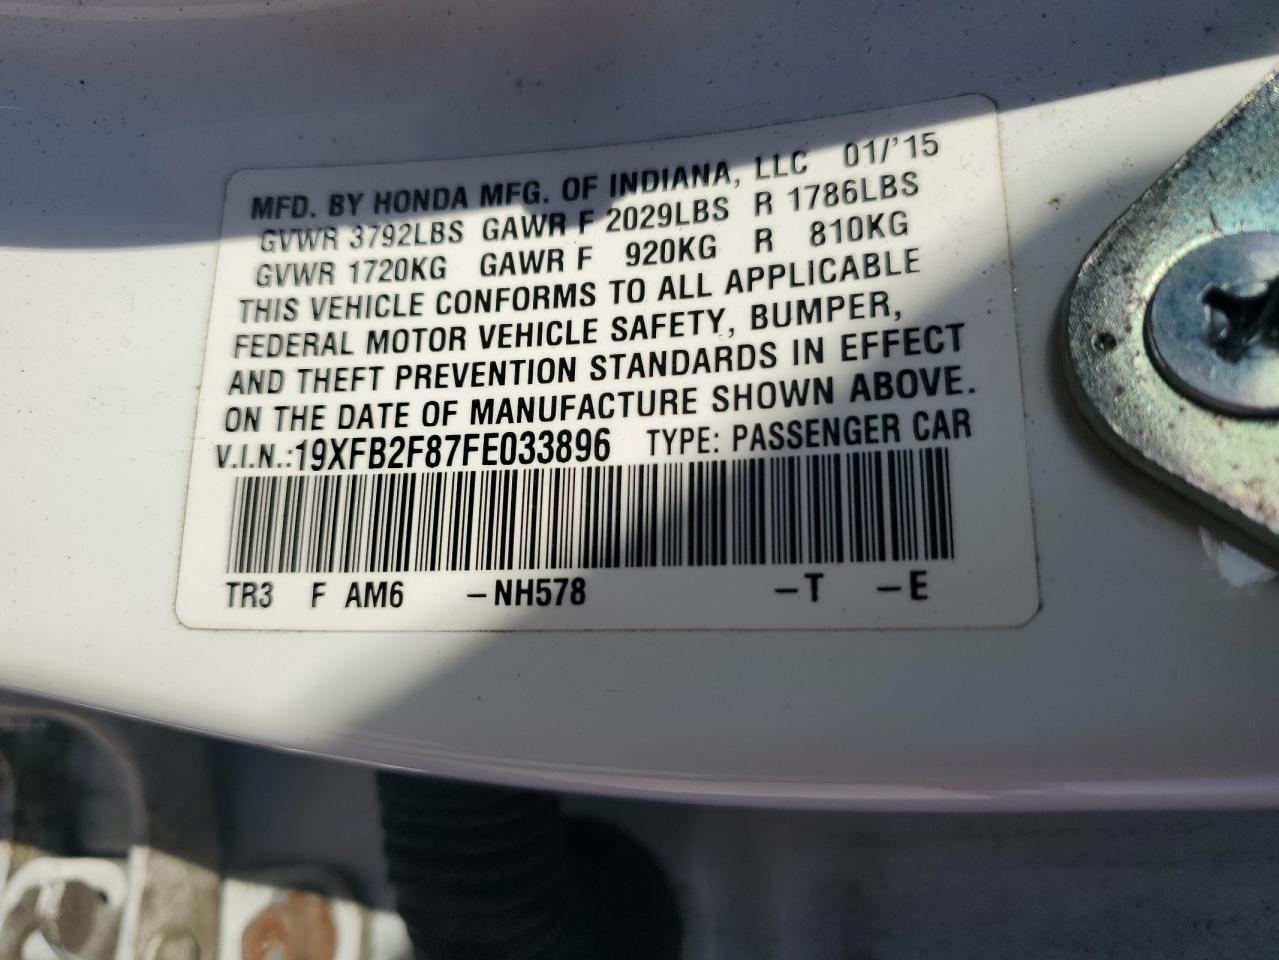 MFD. BY HONDA MFG. OF INDIANA, LLC 01/'15
GVWR 3792LBS GAWR F 2029LBS R 1786LBS
GVWR 1720KG GAWR F 920KG R 810KG
THIS VEHICLE CONFORMS TO ALL APPLICABLE
FEDERAL MOTOR VEHICLE SAFETY, BUMPER,
AND THEFT PREVENTION STANDARDS IN EFFECT
ON THE DATE OF MANUFACTURE SHOWN ABOVE.
V.I.N.:19XFB2F87FE033896 TYPE: PASSENGER CAR
TR3 F AM6 -NH578 -T -E